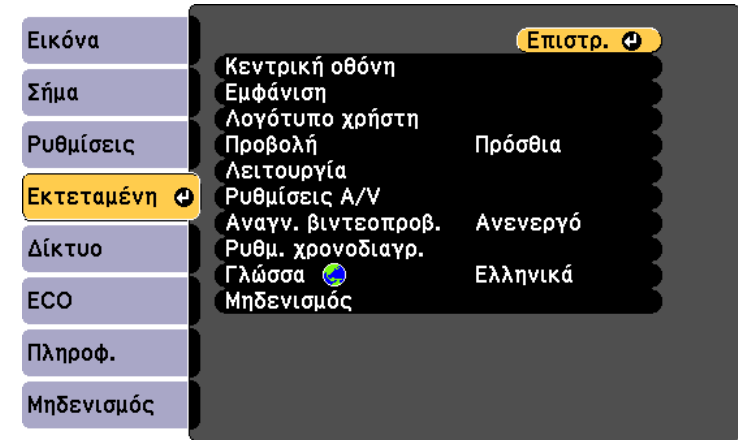 Εικόνα
Σήμα
Ρυθμίσεις
Εκτεταμένη
Δίκτυο
ECO
Πληροφ.
Μηδενισμός
Επιστρ.
Κεντρική οθόνη
Εμφάνιση
Λογότυπο χρήστη
Προβολή Πρόσθια
Λειτουργία
Ρυθμίσεις A/V
Αναγν. βιντεοπροβ. Ανενεργό
Ρυθμ. χρονοδιαγρ.
Γλώσσα Ελληνικά
Μηδενισμός